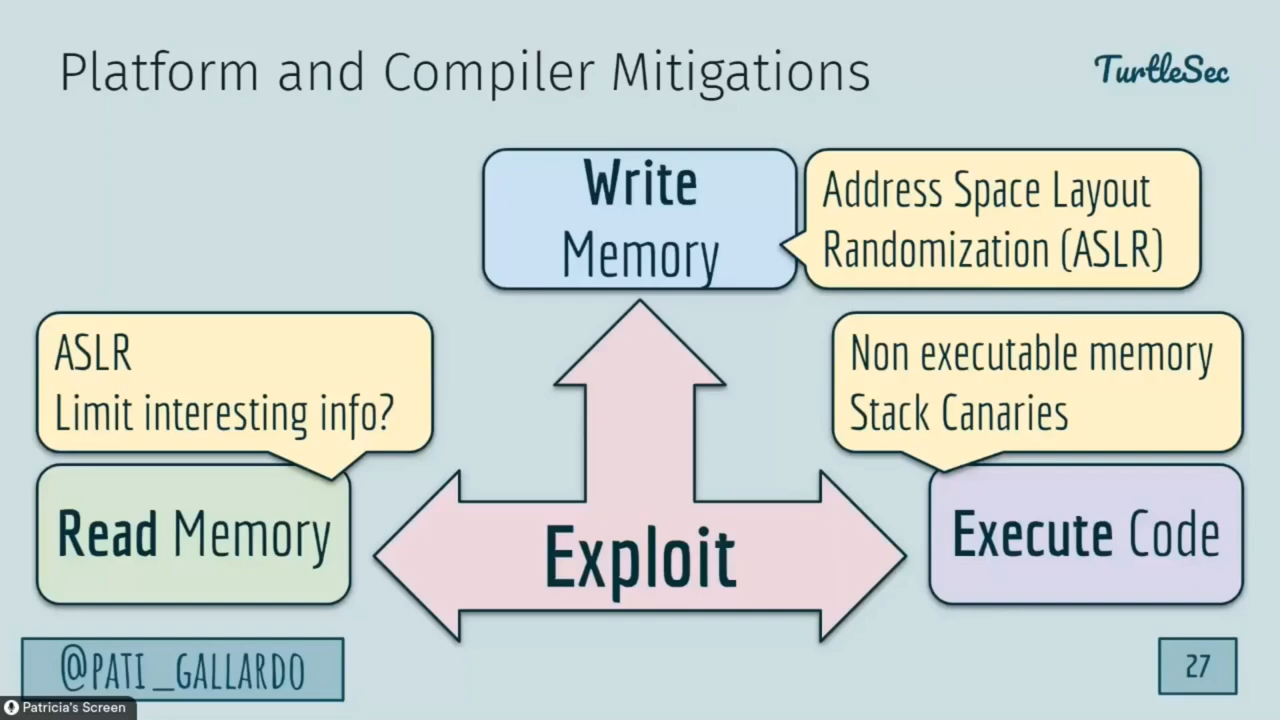 Platform and Compiler Mitigations
TurtleSec
Write
Memory
Address Space Layout
Randomization (ASLR)
ASLR
Limit interesting info?
Non executable memory
Stack Canaries
Read Memory
Exploit
Execute Code
@PATI_GALLARDO
27
Patricia's Screen